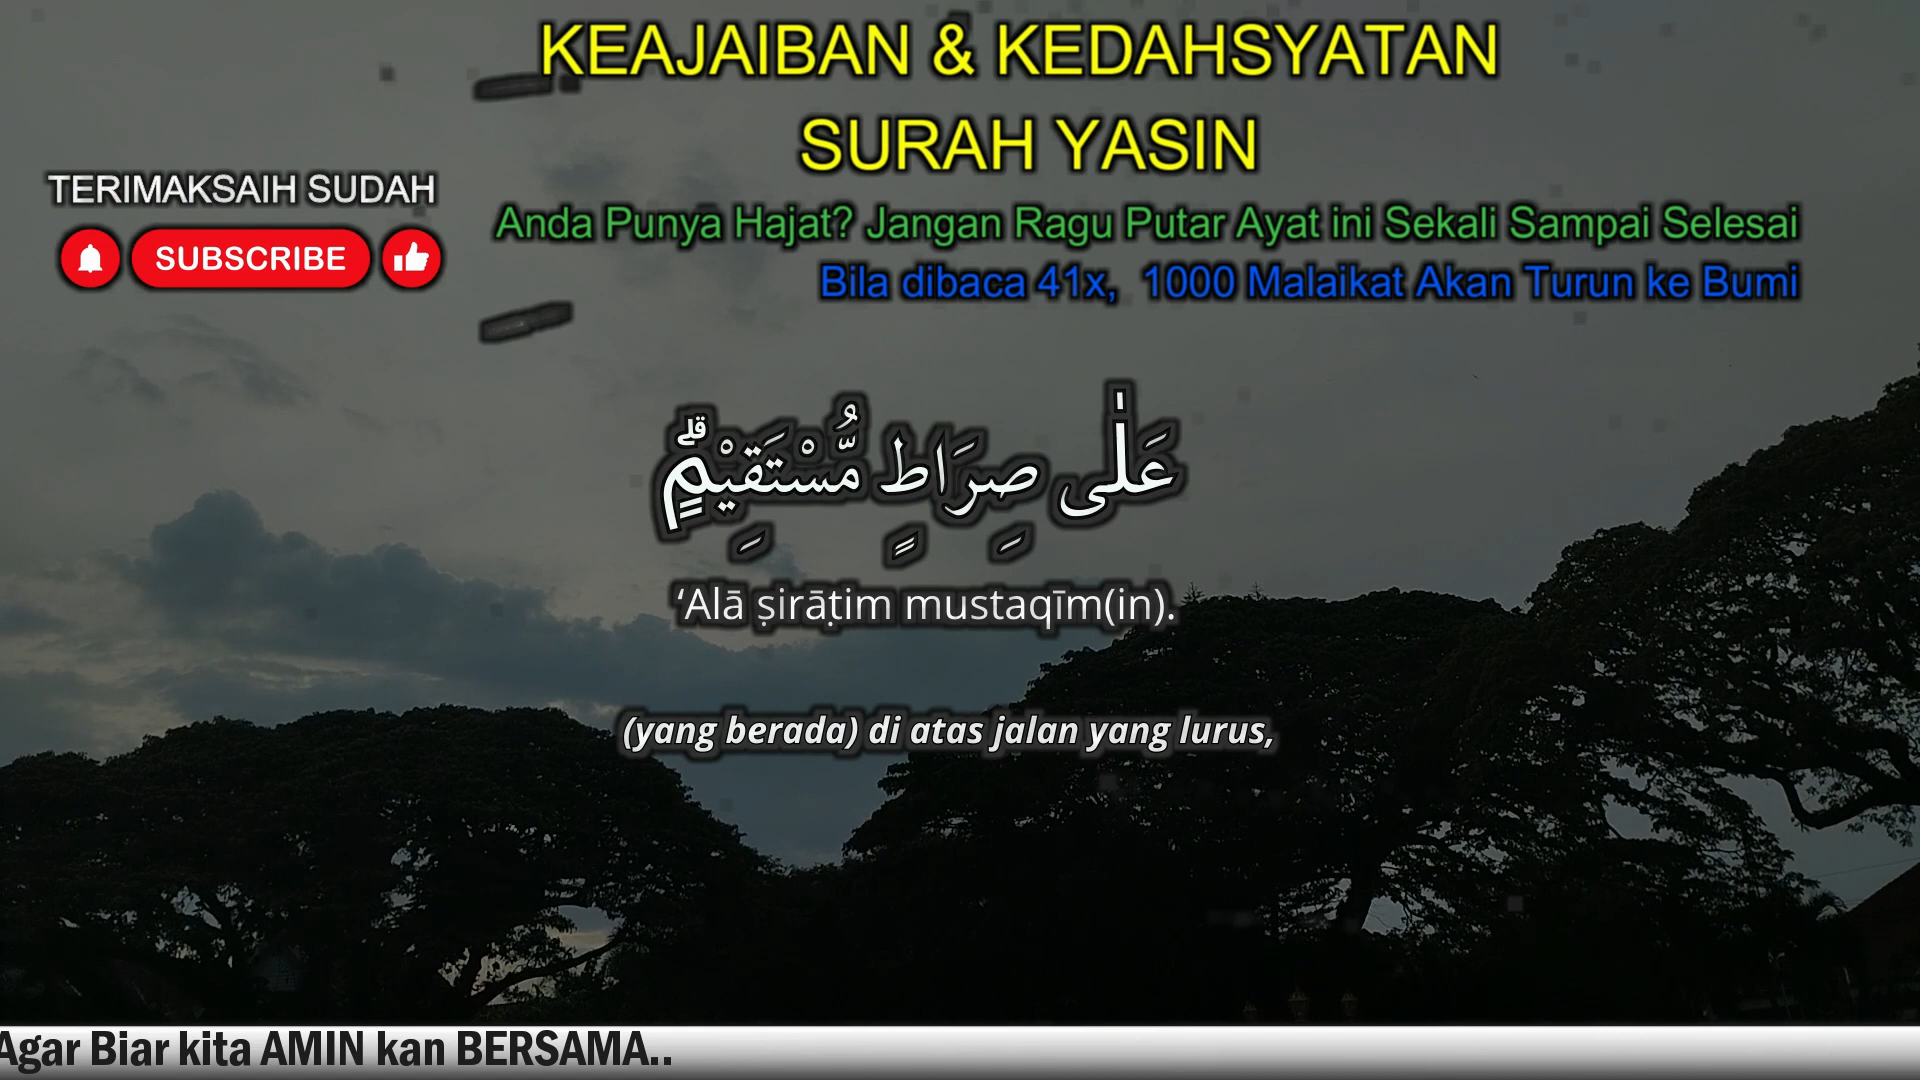 KEAJAIBAN & KEDAHSYATAN
SURAH YASIN
TERIMAKSAIH SUDAH
SUBSCRIBE
Anda Punya Hajat? Jangan Ragu Putar Ayat ini Sekali Sampai Selesai
Bila dibaca 41x, 1000 Malaikat Akan Turun ke Bumi
عَلٰى صِرَاطٍ مُّسْتَقِيْمٍۗ
‘Alā ṣirāṭim mustaqīm(in).
(yang berada) di atas jalan yang lurus,
Agar Biar kita AMIN kan BERSAMA..